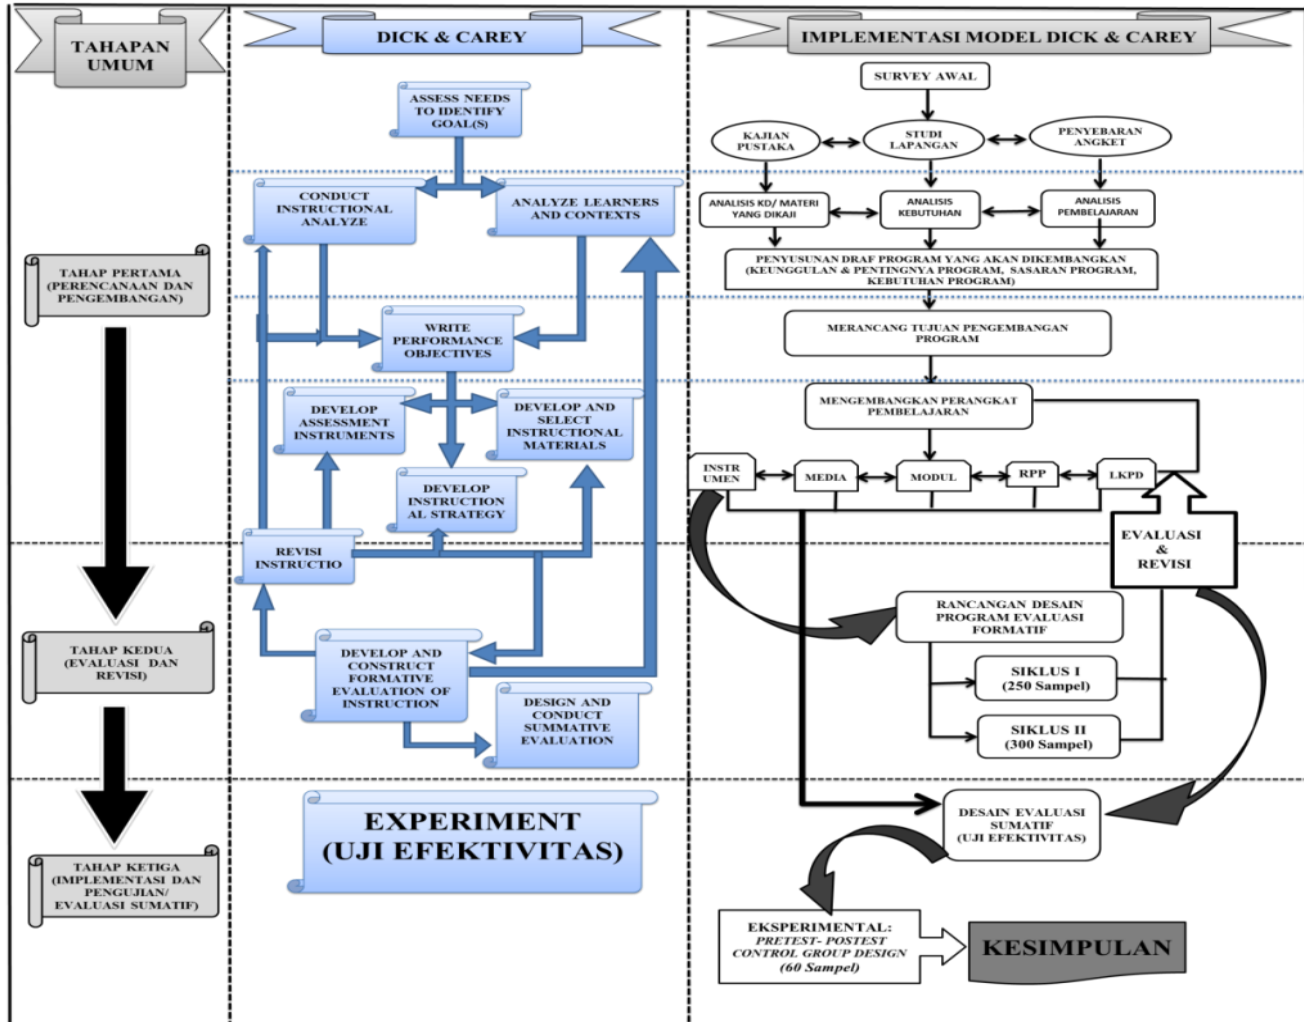 TAHAPAN
UMUM
TAHAP PERTAMA
(PERENCANAAN DAN
PENGEMBANGAN)
TAHAP KEDUA
(EVALUASI DAN
REVISI)
TAHAP KETIGA
(IMPLEMENTASI DAN
PENGUJIAN/
EVALUASI SUMATIF)
DICK & CAREY
ASSESS NEEDS
TO IDENTIFY
GOAL(S)
CONDUCT
INSTRUCTIONAL
ANALYZE
ANALYZE LEARNERS
AND CONTEXTS
WRITE
PERFORMANCE
OBJECTIVES
DEVELOP
ASSESSMENT
INSTRUMENTS
DEVELOP AND
SELECT
INSTRUCTIONAL
MATERIALS
DEVELOP
INSTRUCTION
AL STRATEGY
REVISI
INSTRUCTIO
DEVELOP AND
CONSTRUCT
FORMATIVE
EVALUATION OF
INSTRUCTION
DESIGN AND
CONDUCT
SUMMATIVE
EVALUATION
EXPERIMENT
(UJI EFEKTIVITAS)
IMPLEMENTASI MODEL DICK & CAREY
SURVEY AWAL
KAJIAN
PUSTAKA
STUDI
LAPANGAN
PENYEBARAN
ANGKET
ANALISIS KD/ MATERI
YANG DIKAJI
ANALISIS
KEBUTUHAN
ANALISIS
PEMBELAJARAN
PENYUSUNAN DRAF PROGRAM YANG AKAN DIKEMBANGKAN
(KEUNGGULAN & PENTINGNYA PROGRAM, SASARAN PROGRAM,
KEBUTUHAN PROGRAM)
MERANCANG TUJUAN PENGEMBANGAN
PROGRAM
MENGEMBANGKAN PERANGKAT
PEMBELAJARAN
INSTR
UMEN
MEDIA
MODUL
RPP
LKPD
EVALUASI
&
REVISI
RANCANGAN DESAIN
PROGRAM EVALUASI
FORMATIF
SIKLUS I
(250 Sampel)
SIKLUS II
(300 Sampel)
DESAIN EVALUASI
SUMATIF
(UJI EFEKTIVITAS)
EKSPERIMENTAL:
PRETEST- POSTEST
CONTROL GROUP DESIGN
(60 Sampel)
KESIMPULAN